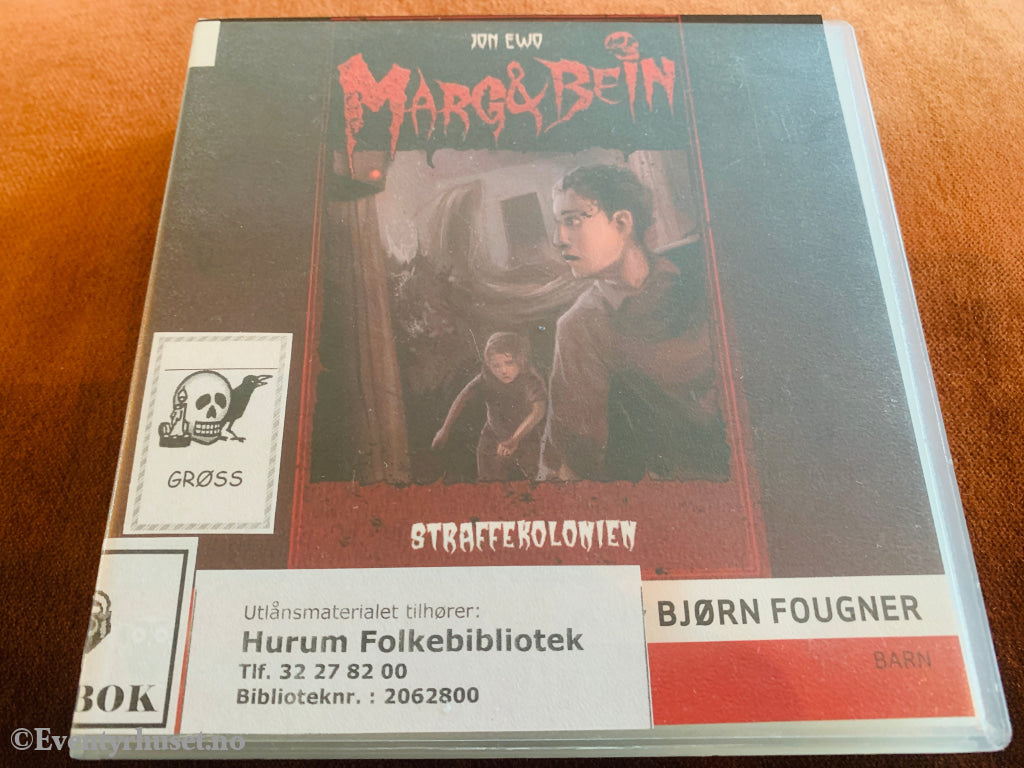 JON EWO
MARG&BEIN
GRØSS
STRAFFEKOLONIEN
Utlånsmaterialet tilhører:
Hurum Folkebibliotek
Tlf. 32 27 82 00
Biblioteknr. : 2062800
BJØRN FOUGNER
BARN
BOK
©Eventyrhuset.no